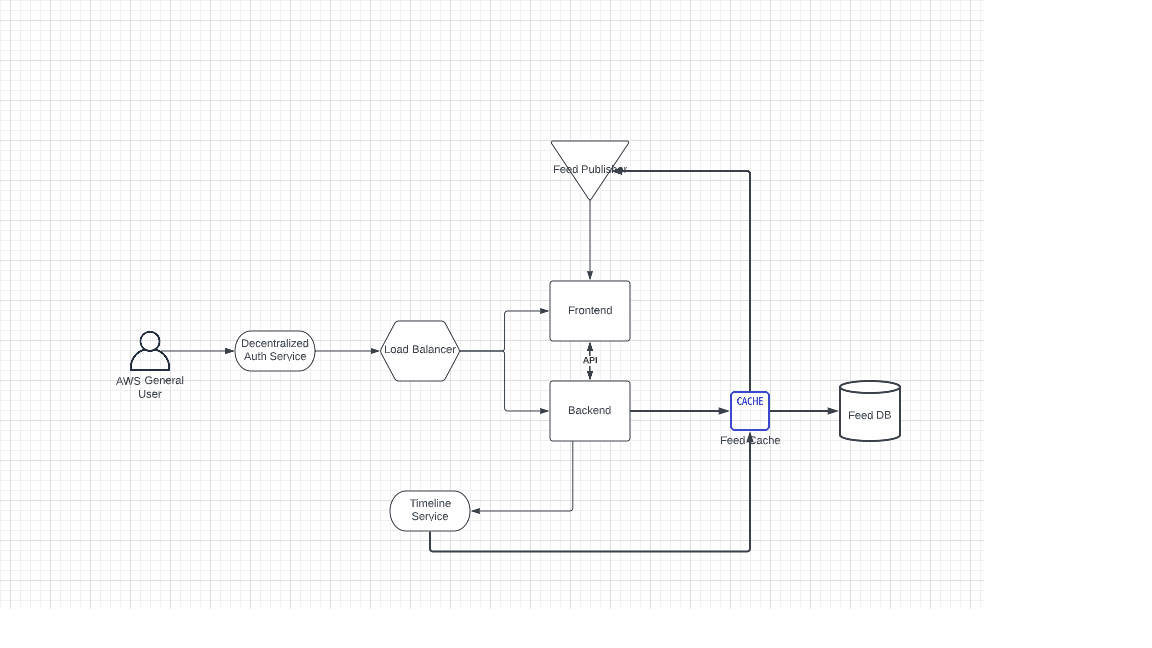 Feed Publisher
Frontend
Decentralized
Auth Service
Load Balancer
API
AWS General
User
Backend
CACHE
Feed Cache
Feed DB
Timeline
Service